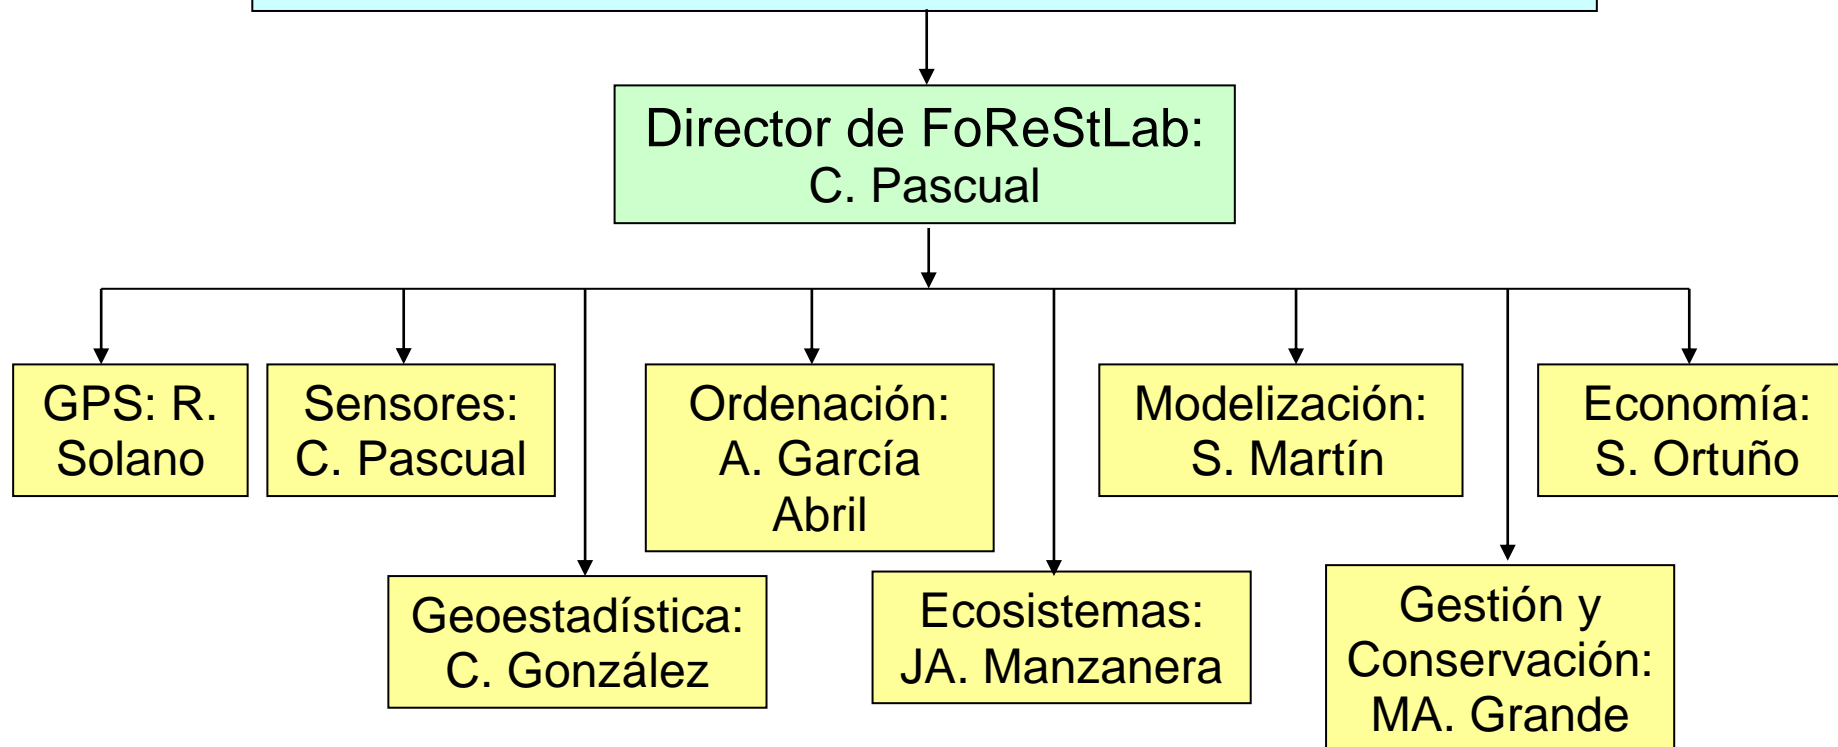 Director de FoReStLab:
C. Pascual
GPS: R.
Solano
Sensores:
C. Pascual
Ordenación:
A. García
Abril
Modelización:
S. Martín
Economía:
S. Ortuño
Geoestadística:
C. González
Ecosistemas:
JA. Manzanera
Gestión y
Conservación:
MA. Grande